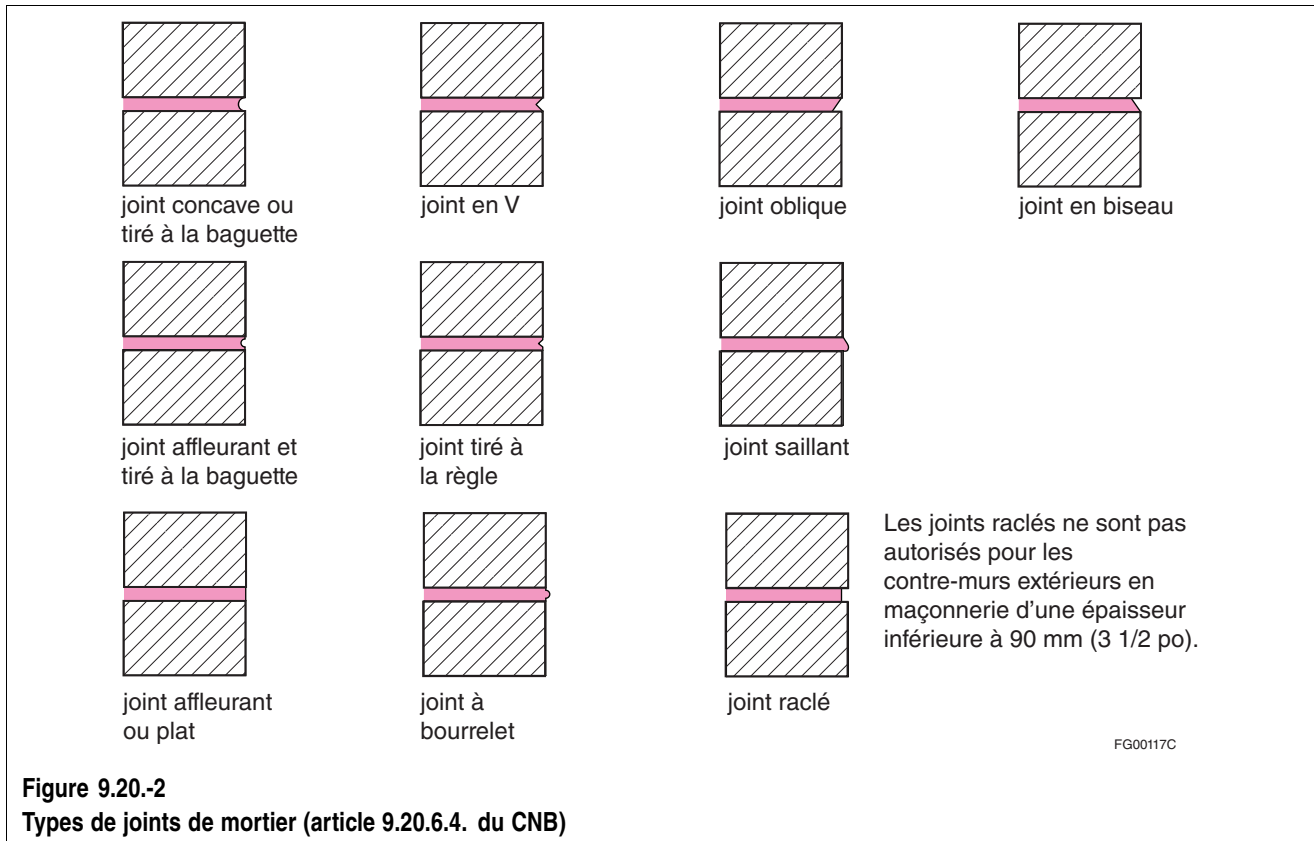 joint concave ou
tiré à la baguette
joint en V
joint oblique
joint en biseau
joint affleurant et
tiré à la baguette
joint tiré à
la règle
joint saillant
joint affleurant
ou plat
joint à
bourrelet
joint raclé
Les joints raclés ne sont pas
autorisés pour les
contre-murs extérieurs en
maçonnerie d'une épaisseur
inférieure à 90 mm (3 1/2 po).
FG00117C
Figure 9.20.-2
Types de joints de mortier (article 9.20.6.4. du CNB)